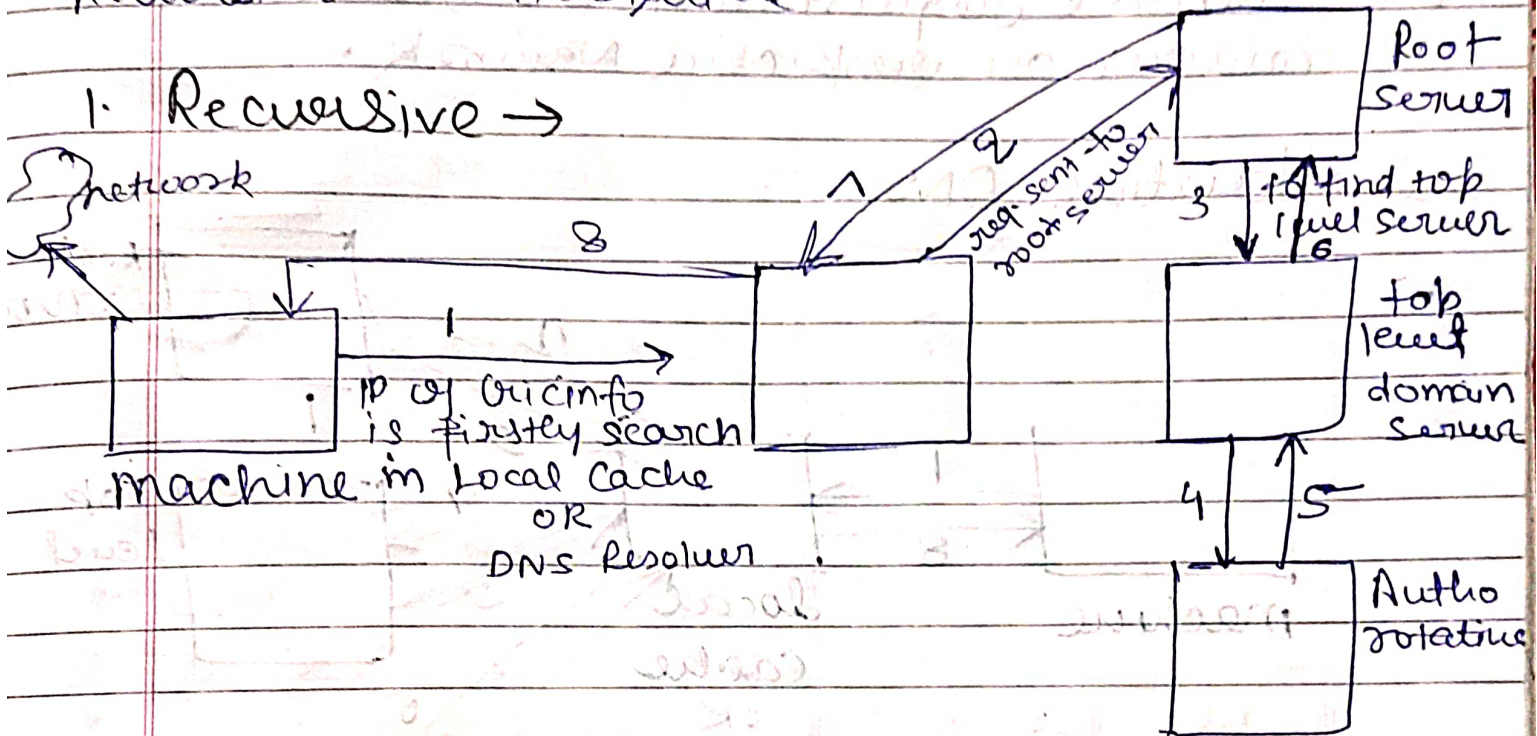 1. Recursive →
network
Root
server
2
req. sent to
root server
7
3
to find top
level server
6
8
1
IP of Cricinfo
is firstly search
machine in Local Cache
OR
DNS Resolver
top
level
domain
server
4
5
Autho
rotative